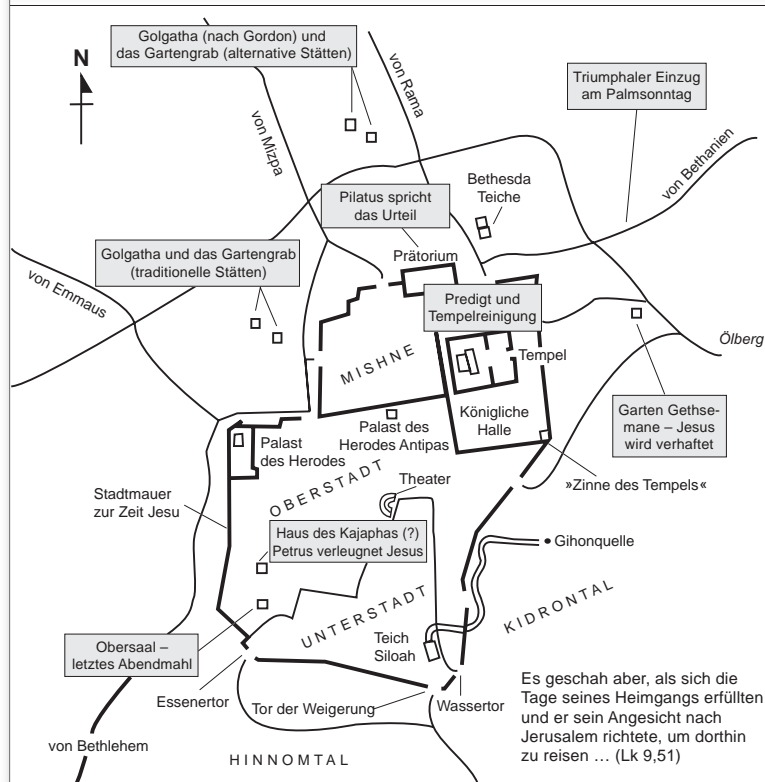 Golgatha (nach Gordon) und
das Gartengrab (alternative Stätten)
N
von Rama
Triumphaler Einzug
am Palmsonntag
von Mizpa
von Bethanien
Bethesda
Teiche
Pilatus spricht
das Urteil
Golgatha und das Gartengrab
(traditionelle Stätten)
Prätorium
von Emmaus
Predigt und
Tempelreinigung
Ölberg
MISHNE
Tempel
Garten Gethse-
mane – Jesus
wird verhaftet
Königliche
Halle
Palast des
Herodes Antipas
Palast
des Herodes
»Zinne des Tempels«
Theater
OBERSTADT
Stadtmauer
zur Zeit Jesu
Haus des Kajaphas (?)
Petrus verleugnet Jesus
Gihonquelle
KIDRONTAL
UNTERSTADT
Teich
Siloah
Obersaal –
letztes Abendmahl
Essenertor
Tor der Weigerung
Wassertor
Es geschah aber, als sich die
Tage seines Heimgangs erfüllten
und er sein Angesicht nach
Jerusalem richtete, um dorthin
zu reisen … (Lk 9,51)
von Bethlehem
HINNOMTAL